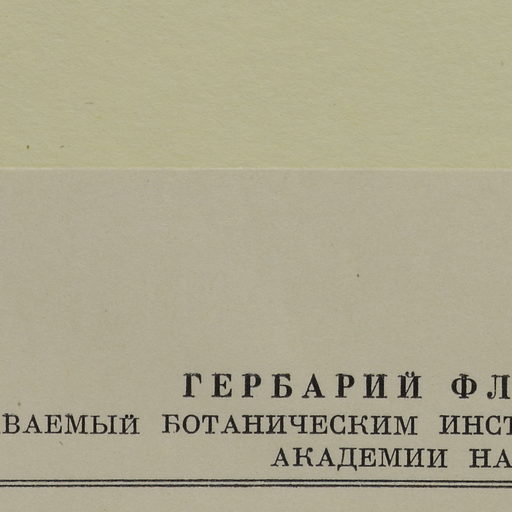 ГЕРБАРИЙ ФЛ
ВАЕМЫЙ БОТАНИЧЕСКИМ ИНСТ
АКАДЕМИИ НА